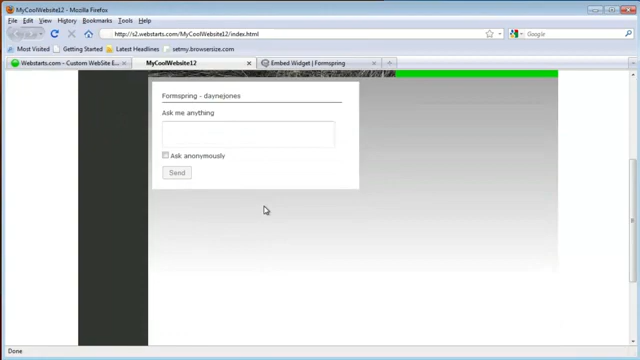 MyCoolWebsite12 - Mozilla Firefox
File Edit View History Bookmarks Tools Help
http://s2.webstarts.com/MyCoolWebsite12/index.html
Google
Most Visited Getting Started Latest Headlines setmy.browsersize.com
Webstarts.com - Custom WebSite E... MyCoolWebsite12 Embed Widget | Formspring
Formspring - daynejones
Ask me anything
Ask anonymously
Send
Done